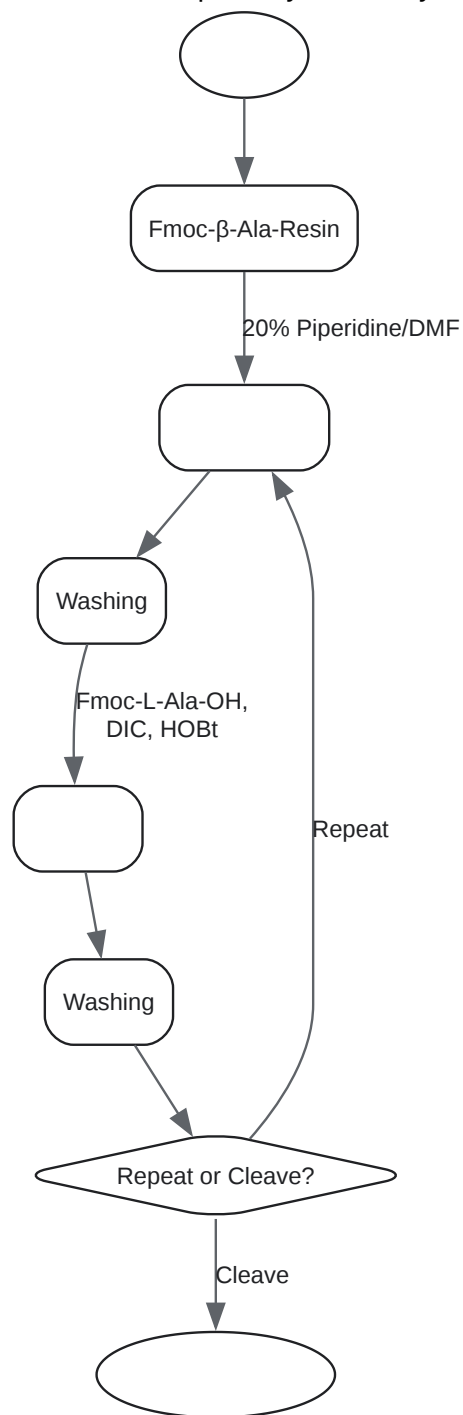 Fmoc-β-Ala-Resin
20% Piperidine/DMF
Washing
Fmoc-L-Ala-OH,
DIC, HOBt
Repeat
Washing
Repeat or Cleave?
Cleave